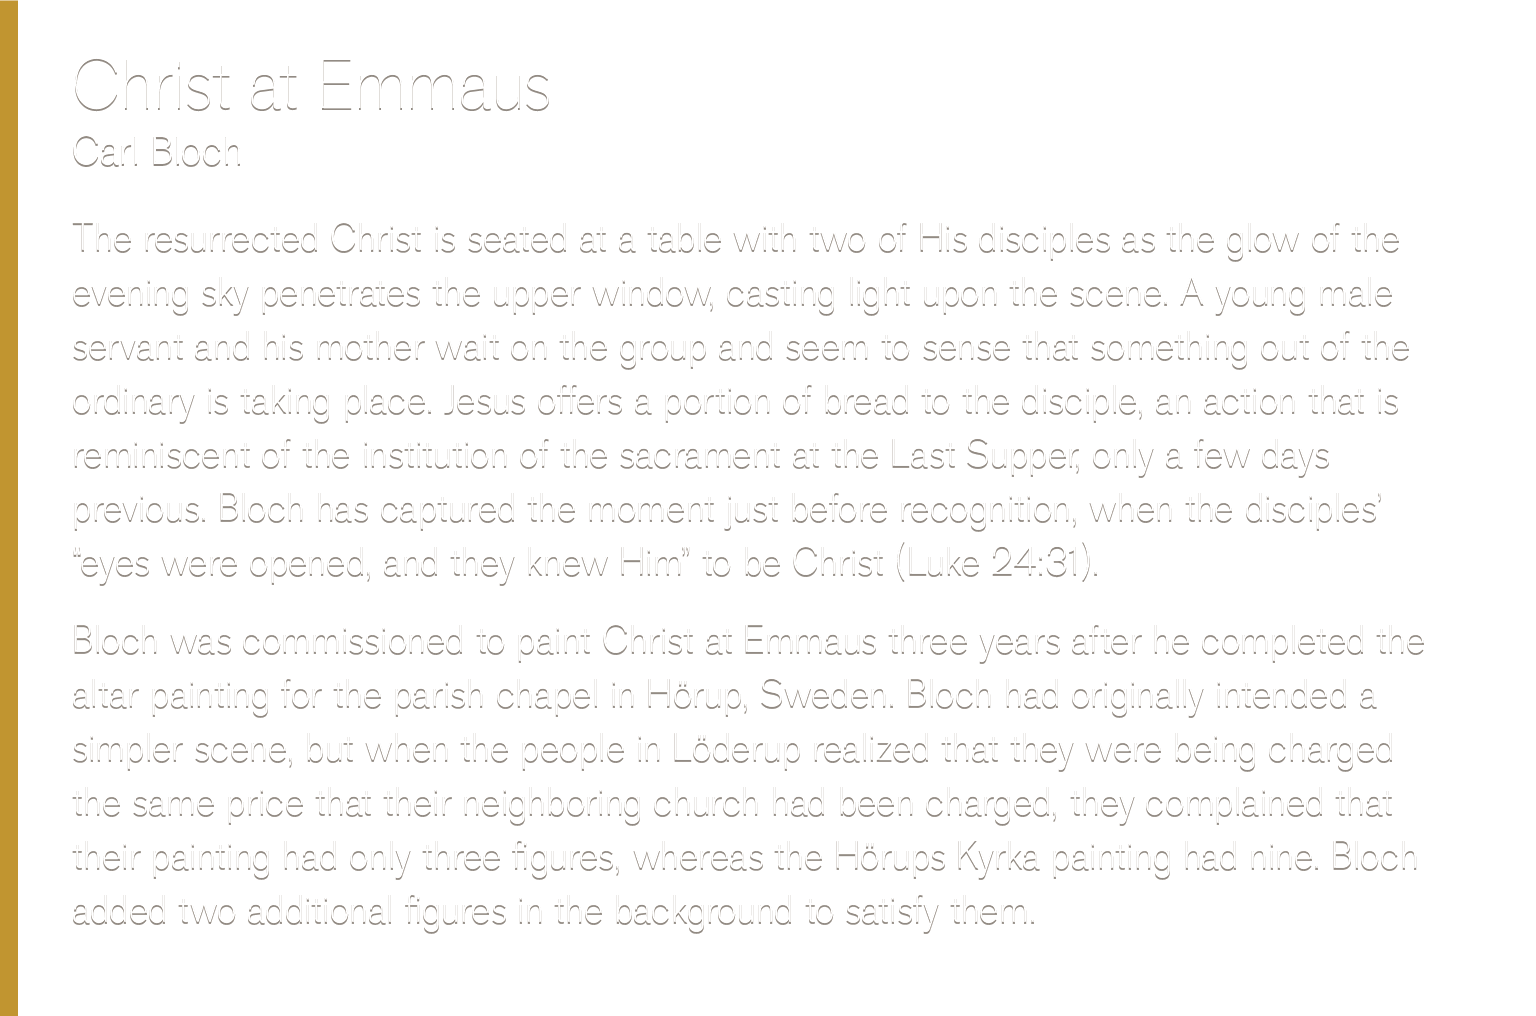 Christ at Emmaus
Carl Bloch
The resurrected Christ is seated at a table with two of His disciples as the glow of the
evening sky penetrates the upper window, casting light upon the scene. A young male
servant and his mother wait on the group and seem to sense that something out of the
ordinary is taking place. Jesus offers a portion of bread to the disciple, an action that is
reminiscent of the institution of the sacrament at the Last Supper, only a few days
previous. Bloch has captured the moment just before recognition, when the disciples’
“eyes were opened, and they knew Him” to be Christ (Luke 24:31).
Bloch was commissioned to paint Christ at Emmaus three years after he completed the
altar painting for the parish chapel in Hörup, Sweden. Bloch had originally intended a
simpler scene, but when the people in Löderup realized that they were being charged
the same price that their neighboring church had been charged, they complained that
their painting had only three figures, whereas the Hörups Kyrka painting had nine. Bloch
added two additional figures in the background to satisfy them.